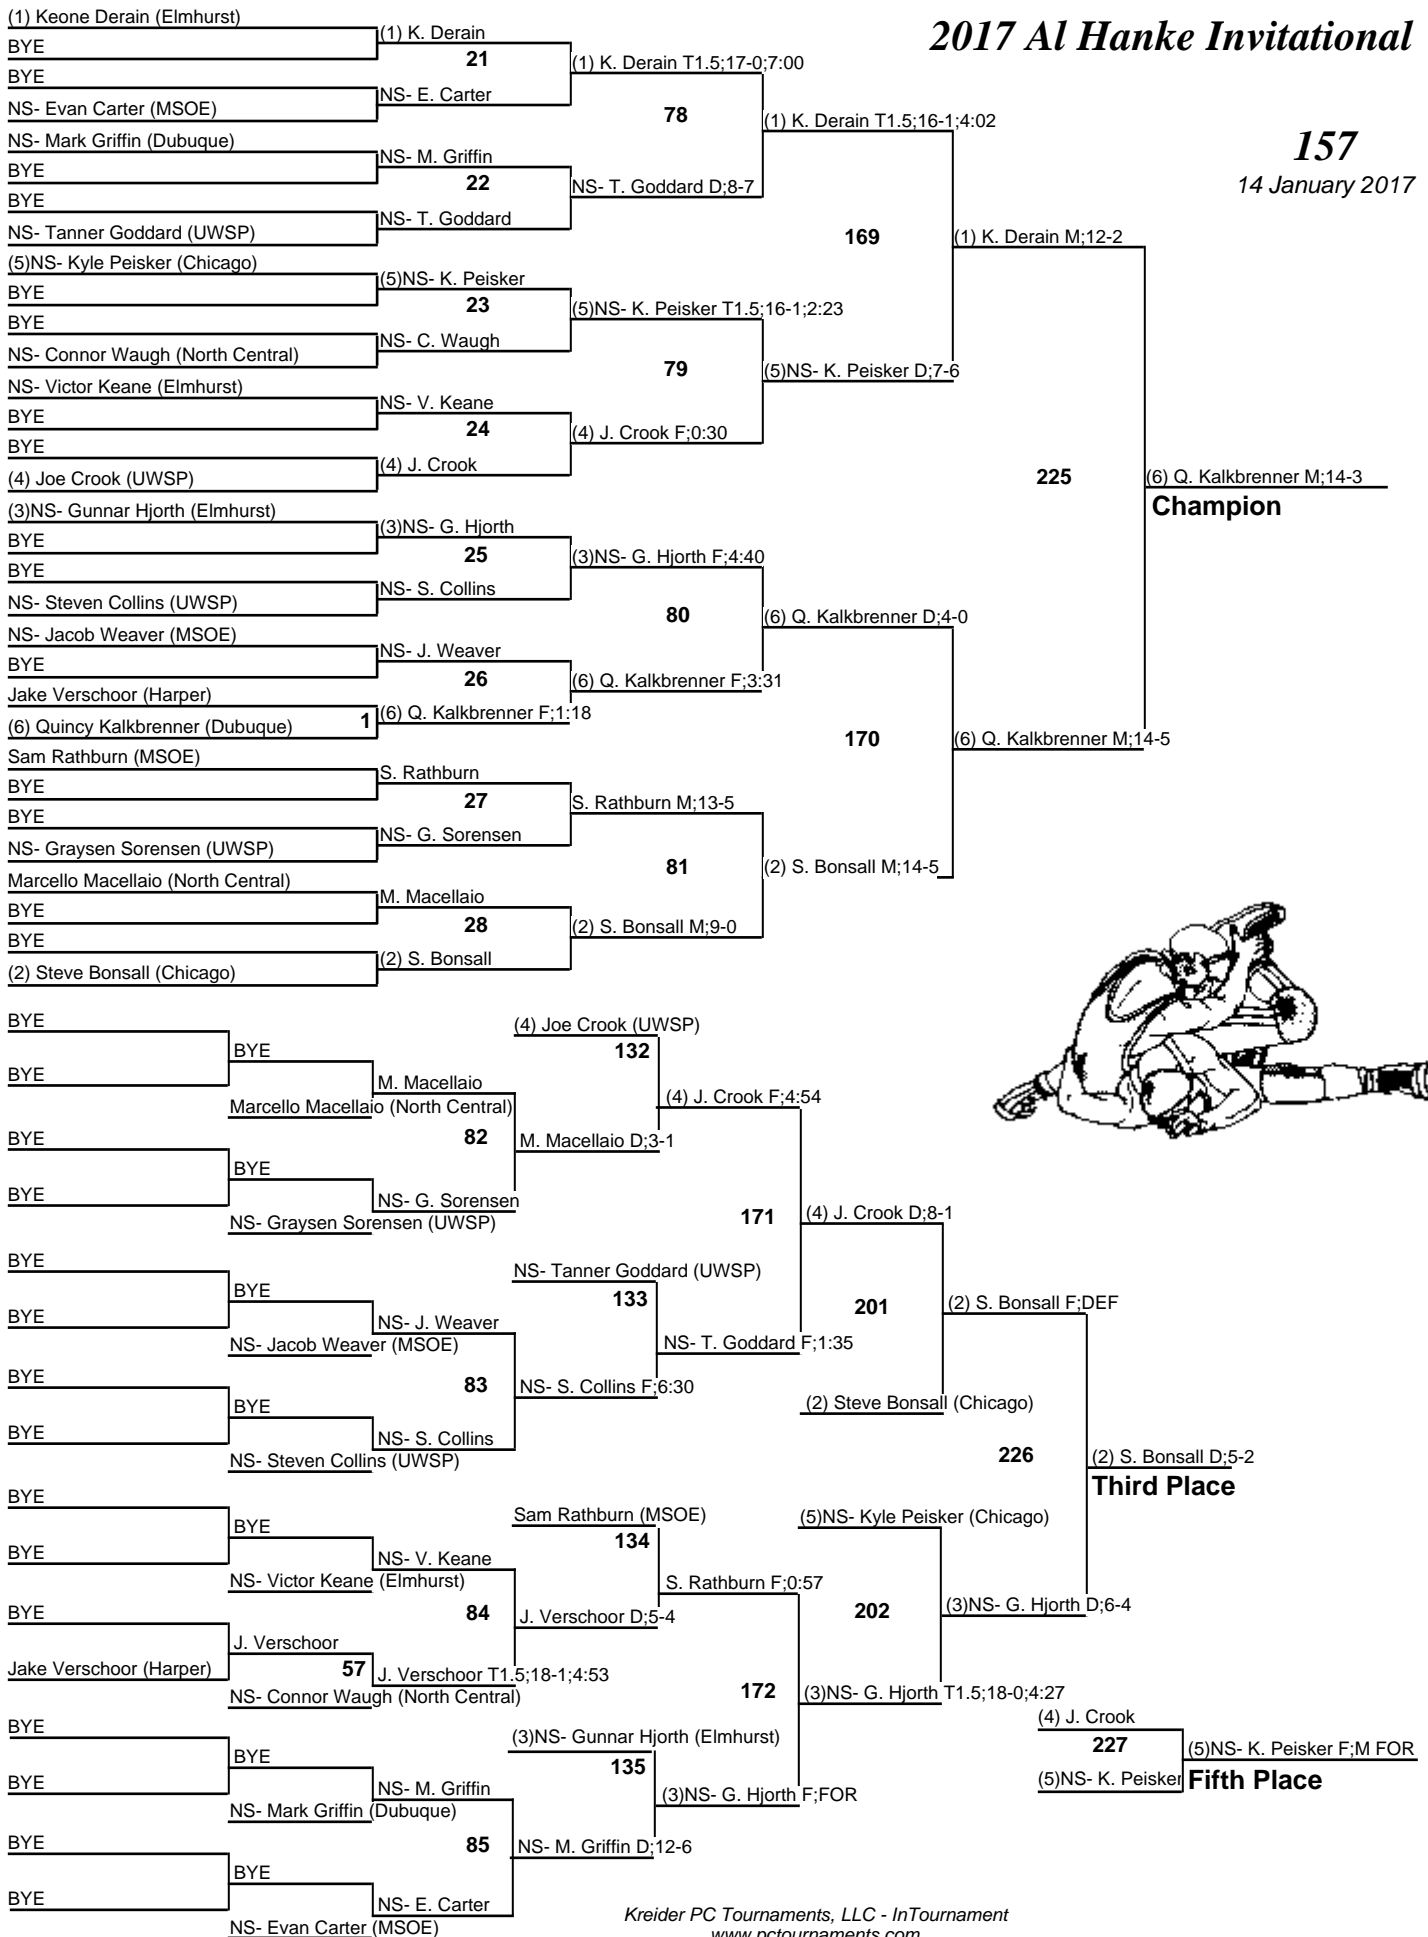 2017 Al Hanke Invitational
157
14 January 2017
(1) Keone Derain (Elmhurst)
BYE
(1) K. Derain
21
BYE
NS- Evan Carter (MSOE)
NS- E. Carter
(1) K. Derain T1.5;17-0;7:00
78
NS- Mark Griffin (Dubuque)
BYE
NS- M. Griffin
22
BYE
NS- Tanner Goddard (UWSP)
NS- T. Goddard
NS- T. Goddard D;8-7
(1) K. Derain T1.5;16-1;4:02
169
(5)NS- Kyle Peisker (Chicago)
BYE
(5)NS- K. Peisker
23
BYE
NS- Connor Waugh (North Central)
NS- C. Waugh
(5)NS- K. Peisker T1.5;16-1;2:23
79
NS- Victor Keane (Elmhurst)
BYE
NS- V. Keane
24
BYE
(4) Joe Crook (UWSP)
(4) J. Crook
(4) J. Crook F;0:30
(5)NS- K. Peisker D;7-6
(1) K. Derain M;12-2
225
(6) Q. Kalkbrenner M;14-3
Champion
(3)NS- Gunnar Hjorth (Elmhurst)
BYE
(3)NS- G. Hjorth
25
BYE
NS- Steven Collins (UWSP)
NS- S. Collins
(3)NS- G. Hjorth F;4:40
80
NS- Jacob Weaver (MSOE)
BYE
NS- J. Weaver
26
Jake Verschoor (Harper)
(6) Quincy Kalkbrenner (Dubuque)
1
(6) Q. Kalkbrenner F;1:18
(6) Q. Kalkbrenner F;3:31
(6) Q. Kalkbrenner D;4-0
170
(6) Q. Kalkbrenner M;14-5
Sam Rathburn (MSOE)
BYE
S. Rathburn
27
BYE
NS- Graysen Sorensen (UWSP)
NS- G. Sorensen
S. Rathburn M;13-5
81
Marcello Macellaio (North Central)
BYE
M. Macellaio
28
BYE
(2) Steve Bonsall (Chicago)
(2) S. Bonsall
(2) S. Bonsall M;9-0
(2) S. Bonsall M;14-5
BYE
BYE
BYE
M. Macellaio
Marcello Macellaio (North Central)
82
BYE
BYE
BYE
NS- G. Sorensen
NS- Graysen Sorensen (UWSP)
(4) Joe Crook (UWSP)
132
M. Macellaio D;3-1
(4) J. Crook F;4:54
171
BYE
BYE
BYE
NS- J. Weaver
NS- Jacob Weaver (MSOE)
83
BYE
BYE
BYE
NS- S. Collins
NS- Steven Collins (UWSP)
NS- Tanner Goddard (UWSP)
133
NS- S. Collins F;6:30
NS- T. Goddard F;1:35
(4) J. Crook D;8-1
201
(2) Steve Bonsall (Chicago)
(2) S. Bonsall F;DEF
226
(2) S. Bonsall D;5-2
Third Place
BYE
BYE
BYE
NS- V. Keane
NS- Victor Keane (Elmhurst)
84
BYE
Jake Verschoor (Harper)
J. Verschoor
57
J. Verschoor T1.5;18-1;4:53
NS- Connor Waugh (North Central)
Sam Rathburn (MSOE)
134
J. Verschoor D;5-4
S. Rathburn F;0:57
172
(5)NS- Kyle Peisker (Chicago)
202
(3)NS- G. Hjorth D;6-4
(3)NS- G. Hjorth T1.5;18-0;4:27
BYE
BYE
BYE
NS- M. Griffin
NS- Mark Griffin (Dubuque)
85
BYE
BYE
BYE
NS- E. Carter
NS- Evan Carter (MSOE)
(3)NS- Gunnar Hjorth (Elmhurst)
135
NS- M. Griffin D;12-6
(3)NS- G. Hjorth F;FOR
(4) J. Crook
227
(5)NS- K. Peisker
(5)NS- K. Peisker F;M FOR
Fifth Place
Kreider PC Tournaments, LLC - InTournament
www.pctournaments.com